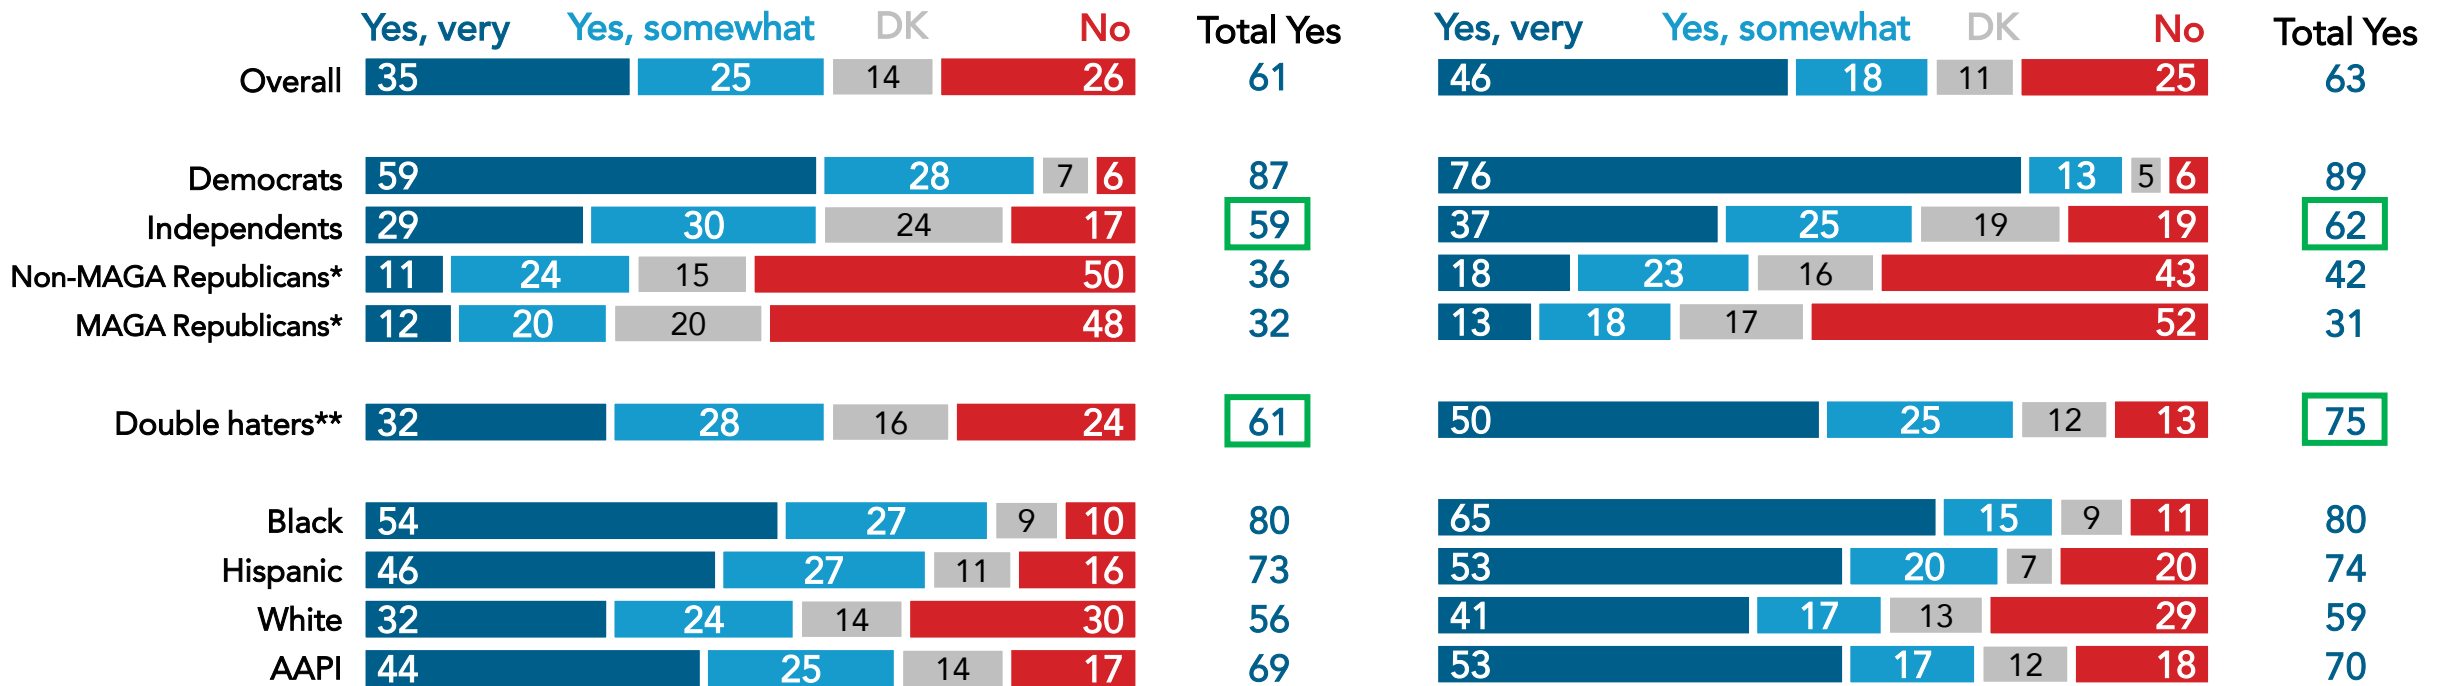 Yes, very Yes, somewhat DK No Total Yes Yes, very Yes, somewhat DK No Total Yes
Overall 35 25 14 26 61 46 18 11 25 63
Democrats 59 28 7 6 87 76 13 5 6 89
Independents 29 30 24 17 59 37 25 19 19 62
Non-MAGA Republicans* 11 24 15 50 36 18 23 16 43 42
MAGA Republicans* 12 20 20 48 32 13 18 17 52 31
Double haters** 32 28 16 24 61 50 25 12 13 75
Black 54 27 9 10 80 65 15 9 11 80
Hispanic 46 27 11 16 73 53 20 7 20 74
White 32 24 14 30 56 41 17 13 29 59
AAPI 44 25 14 17 69 53 17 12 18 70